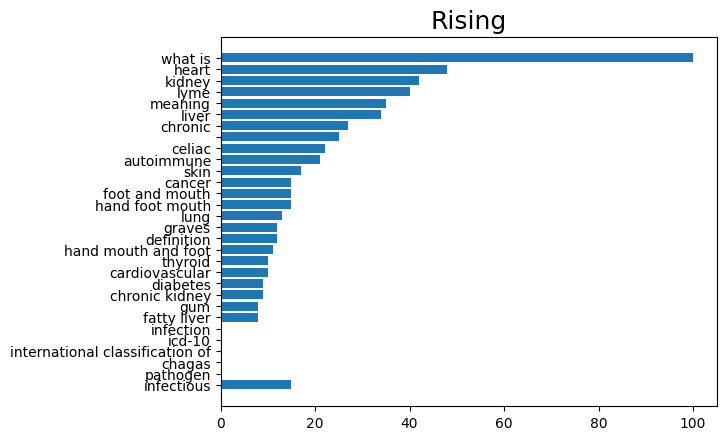 Rising
what is
heart
kidney
lyme
meaning
liver
chronic
celiac
autoimmune
skin
cancer
foot and mouth
hand foot mouth
lung
graves
definition
hand mouth and foot
thyroid
cardiovascular
diabetes
chronic kidney
gum
fatty liver
infection
icd-10
international classification of
chagas
pathogen
infectious
0 20 40 60 80 100